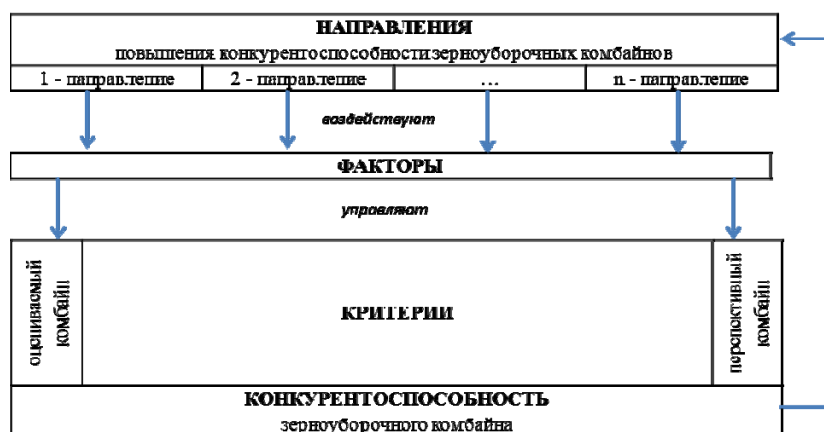 НАПРАВЛЕНИЯ
повышения конкурентоспособности зерноуборочных комбайнов
1 - направление 2 - направление … n - направление
воздействуют
ФАКТОРЫ
управляют
оцениваемый
комбайн
КРИТЕРИИ
перспективный
комбайн
КОНКУРЕНТОСПОСОБНОСТЬ
зерноуборочного комбайна